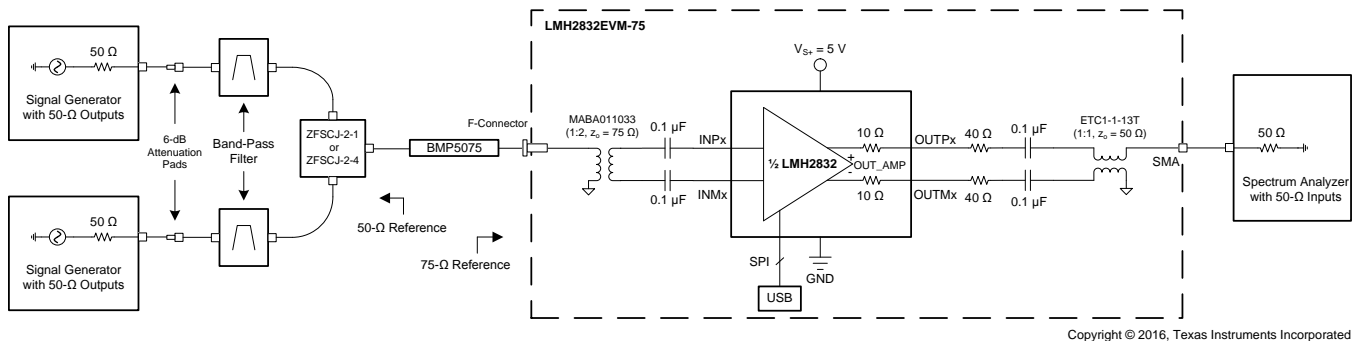 LMH2832EVM-75
50 Ω
Signal Generator
with 50-Ω Outputs
6-dB
Attenuation
Pads
Band-Pass
Filter
50 Ω
Signal Generator
with 50-Ω Outputs
ZFSCJ-2-1
or
ZFSCJ-2-4
50-Ω Reference
75-Ω Reference
BMP5075
F-Connector
MABA011033
(1:2, zₒ = 75 Ω)
0.1 µF
0.1 µF
INPx
INMx
VS+ = 5 V
½ LMH2832
+
OUT_AMP
-
10 Ω
10 Ω
SPI
GND
USB
OUTPx
OUTMx
40 Ω
40 Ω
0.1 µF
0.1 µF
ETC1-1-13T
(1:1, zₒ = 50 Ω)
SMA
50 Ω
Spectrum Analyzer
with 50-Ω Inputs
Copyright © 2016, Texas Instruments Incorporated